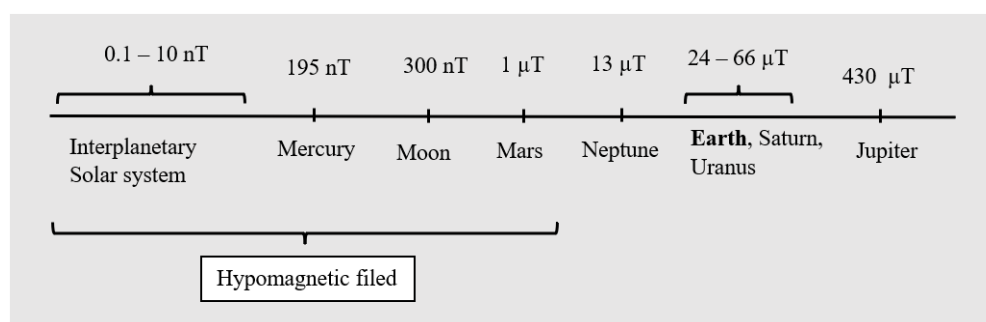 0.1 – 10 nT
195 nT
300 nT
1 µT
13 µT
24 – 66 µT
430 µT
Interplanetary
Solar system
Mercury
Moon
Mars
Neptune
Earth, Saturn,
Uranus
Jupiter
Hypomagnetic filed